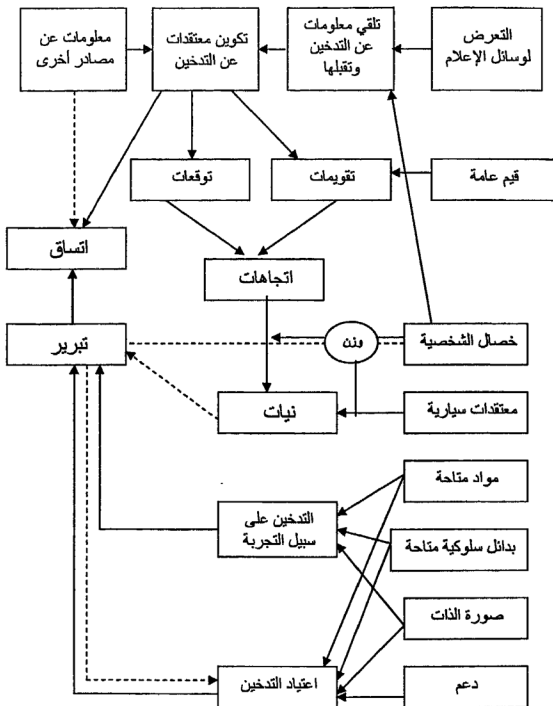 التعرض
لوسائل الإعلام
تلقي معلومات
عن التدخين
وتقبلها
تكوين معتقدات
عن التدخين
معلومات عن
مصادر أخرى
قيم عامة
تقويمات
توقعات
اتساق
اتجاهات
خصال الشخصية
وزن
تبرير
معتقدات سيارية
نيات
مواد متاحة
التدخين على
سبيل التجربة
بدائل سلوكية متاحة
صورة الذات
دعم
اعتياد التدخين